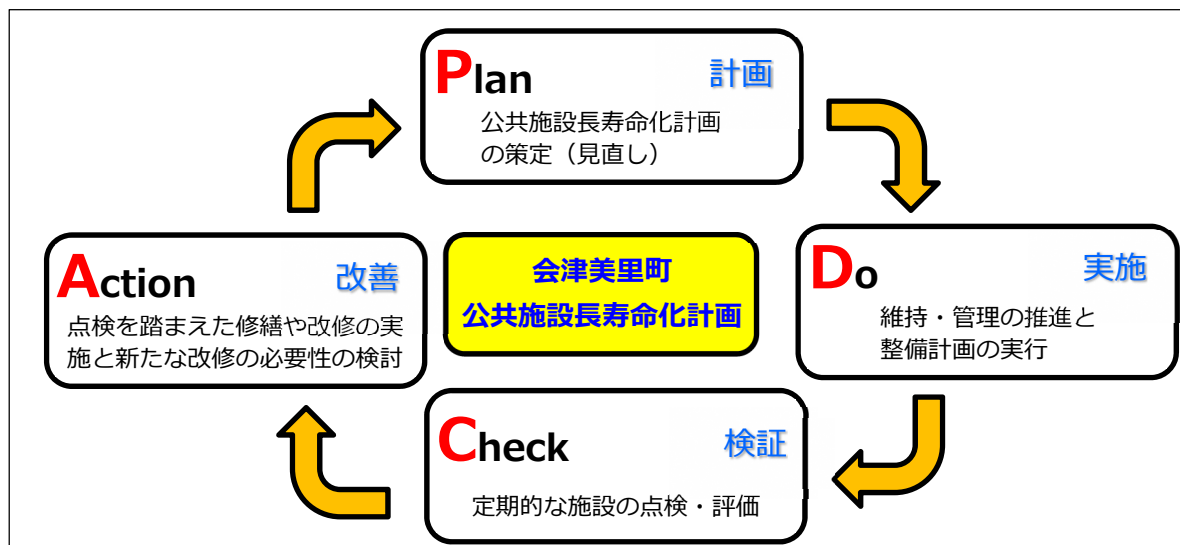 Plan 計画
公共施設長寿命化計画
の策定（見直し）
Action 改善
点検を踏まえた修繕や改修の実
施と新たな改修の必要性の検討
会津美里町
公共施設長寿命化計画
Do 実施
維持・管理の推進と
整備計画の実行
Check 検証
定期的な施設の点検・評価